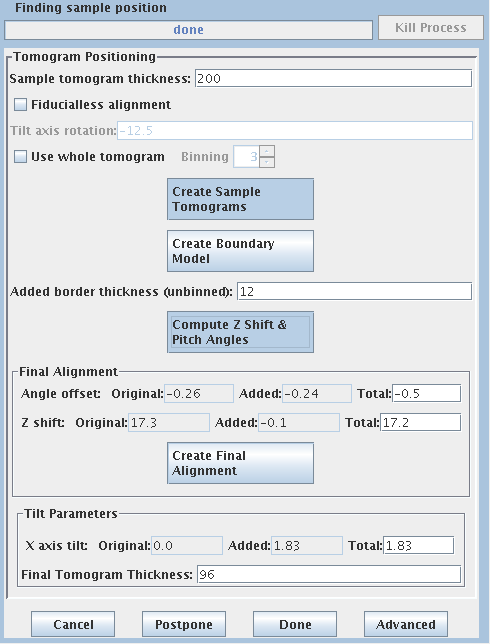 Finding sample position
done
Kill Process
Tomogram Positioning
Sample tomogram thickness: 200
Fiducialless alignment
Tilt axis rotation: -12.5
Use whole tomogram Binning 3
Create Sample
Tomograms
Create Boundary
Model
Added border thickness (unbinned): 12
Compute Z Shift &
Pitch Angles
Final Alignment
Angle offset: Original: -0.26 Added: -0.24 Total: -0.5
Z shift: Original: 17.3 Added: -0.1 Total: 17.2
Create Final
Alignment
Tilt Parameters
X axis tilt: Original: 0.0 Added: 1.83 Total: 1.83
Final Tomogram Thickness: 96
Cancel Postpone Done Advanced